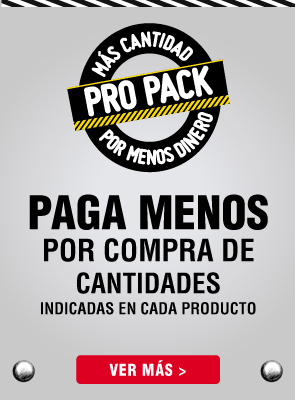 MÁS CANTIDAD
PRO PACK
POR MENOS DINERO
PAGA MENOS
POR COMPRA DE
CANTIDADES
INDICADAS EN CADA PRODUCTO
VER MÁS >